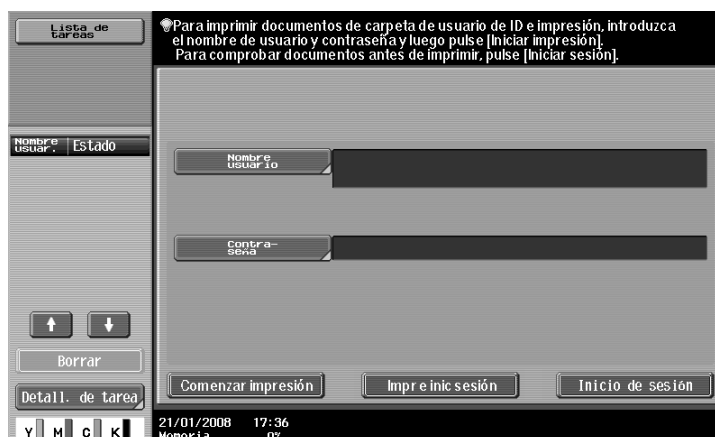 Lista de
tareas
Para imprimir documentos de carpeta de usuario de ID e impresión, introduzca
el nombre de usuario y contraseña y luego pulse [Iniciar impresión].
Para comprobar documentos antes de imprimir, pulse [Iniciar sesión].
Nombre
usuar.
Estado
Nombre
usuario
Contra-
seña
Borrar
Detall. de tarea
Comenzar impresión
Impr e inic sesión
Inicio de sesión
Y M C K
21/01/2008 17:36
Memoria 0%